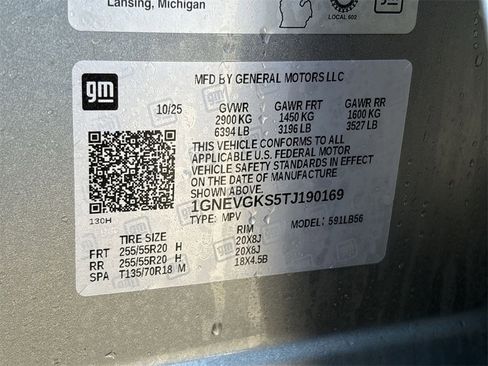 Lansing, Michigan
LOCAL 602
gm
MFD BY GENERAL MOTORS LLC
10/25 GVWR GAWR FRT GAWR RR
2900 KG 1450 KG 1600 KG
6394 LB 3196 LB 3527 LB
THIS VEHICLE CONFORMS TO ALL
APPLICABLE U.S. FEDERAL MOTOR
VEHICLE SAFETY STANDARDS IN EFFECT
ON THE DATE OF MANUFACTURE
SHOWN ABOVE.
1GNEVGKS5TJ190169
130H TYPE: MPV MODEL: 591LB56
TIRE SIZE RIM
FRT 255/55R20 H 20X8J
RR 255/55R20 H 20X8J
SPA T135/70R18 M 18X4.5B